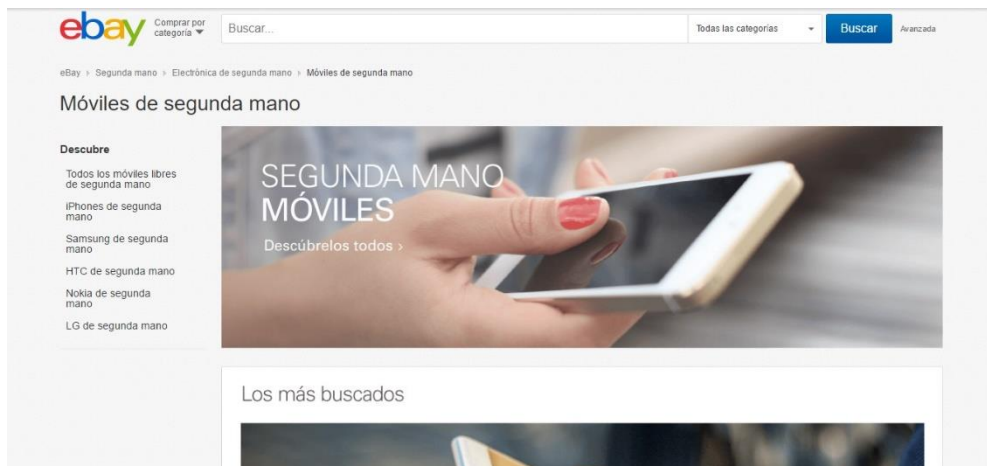 ebay
Comprar por
categoría
Buscar...
Todas las categorías
Buscar
Avanzada
eBay > Segunda mano > Electrónica de segunda mano > Móviles de segunda mano
Móviles de segunda mano
Descubre
Todos los móviles libres
de segunda mano
iPhones de segunda
mano
Samsung de segunda
mano
HTC de segunda mano
Nokia de segunda
mano
LG de segunda mano
SEGUNDA MANO
MÓVILES
Descúbrelos todos >
Los más buscados